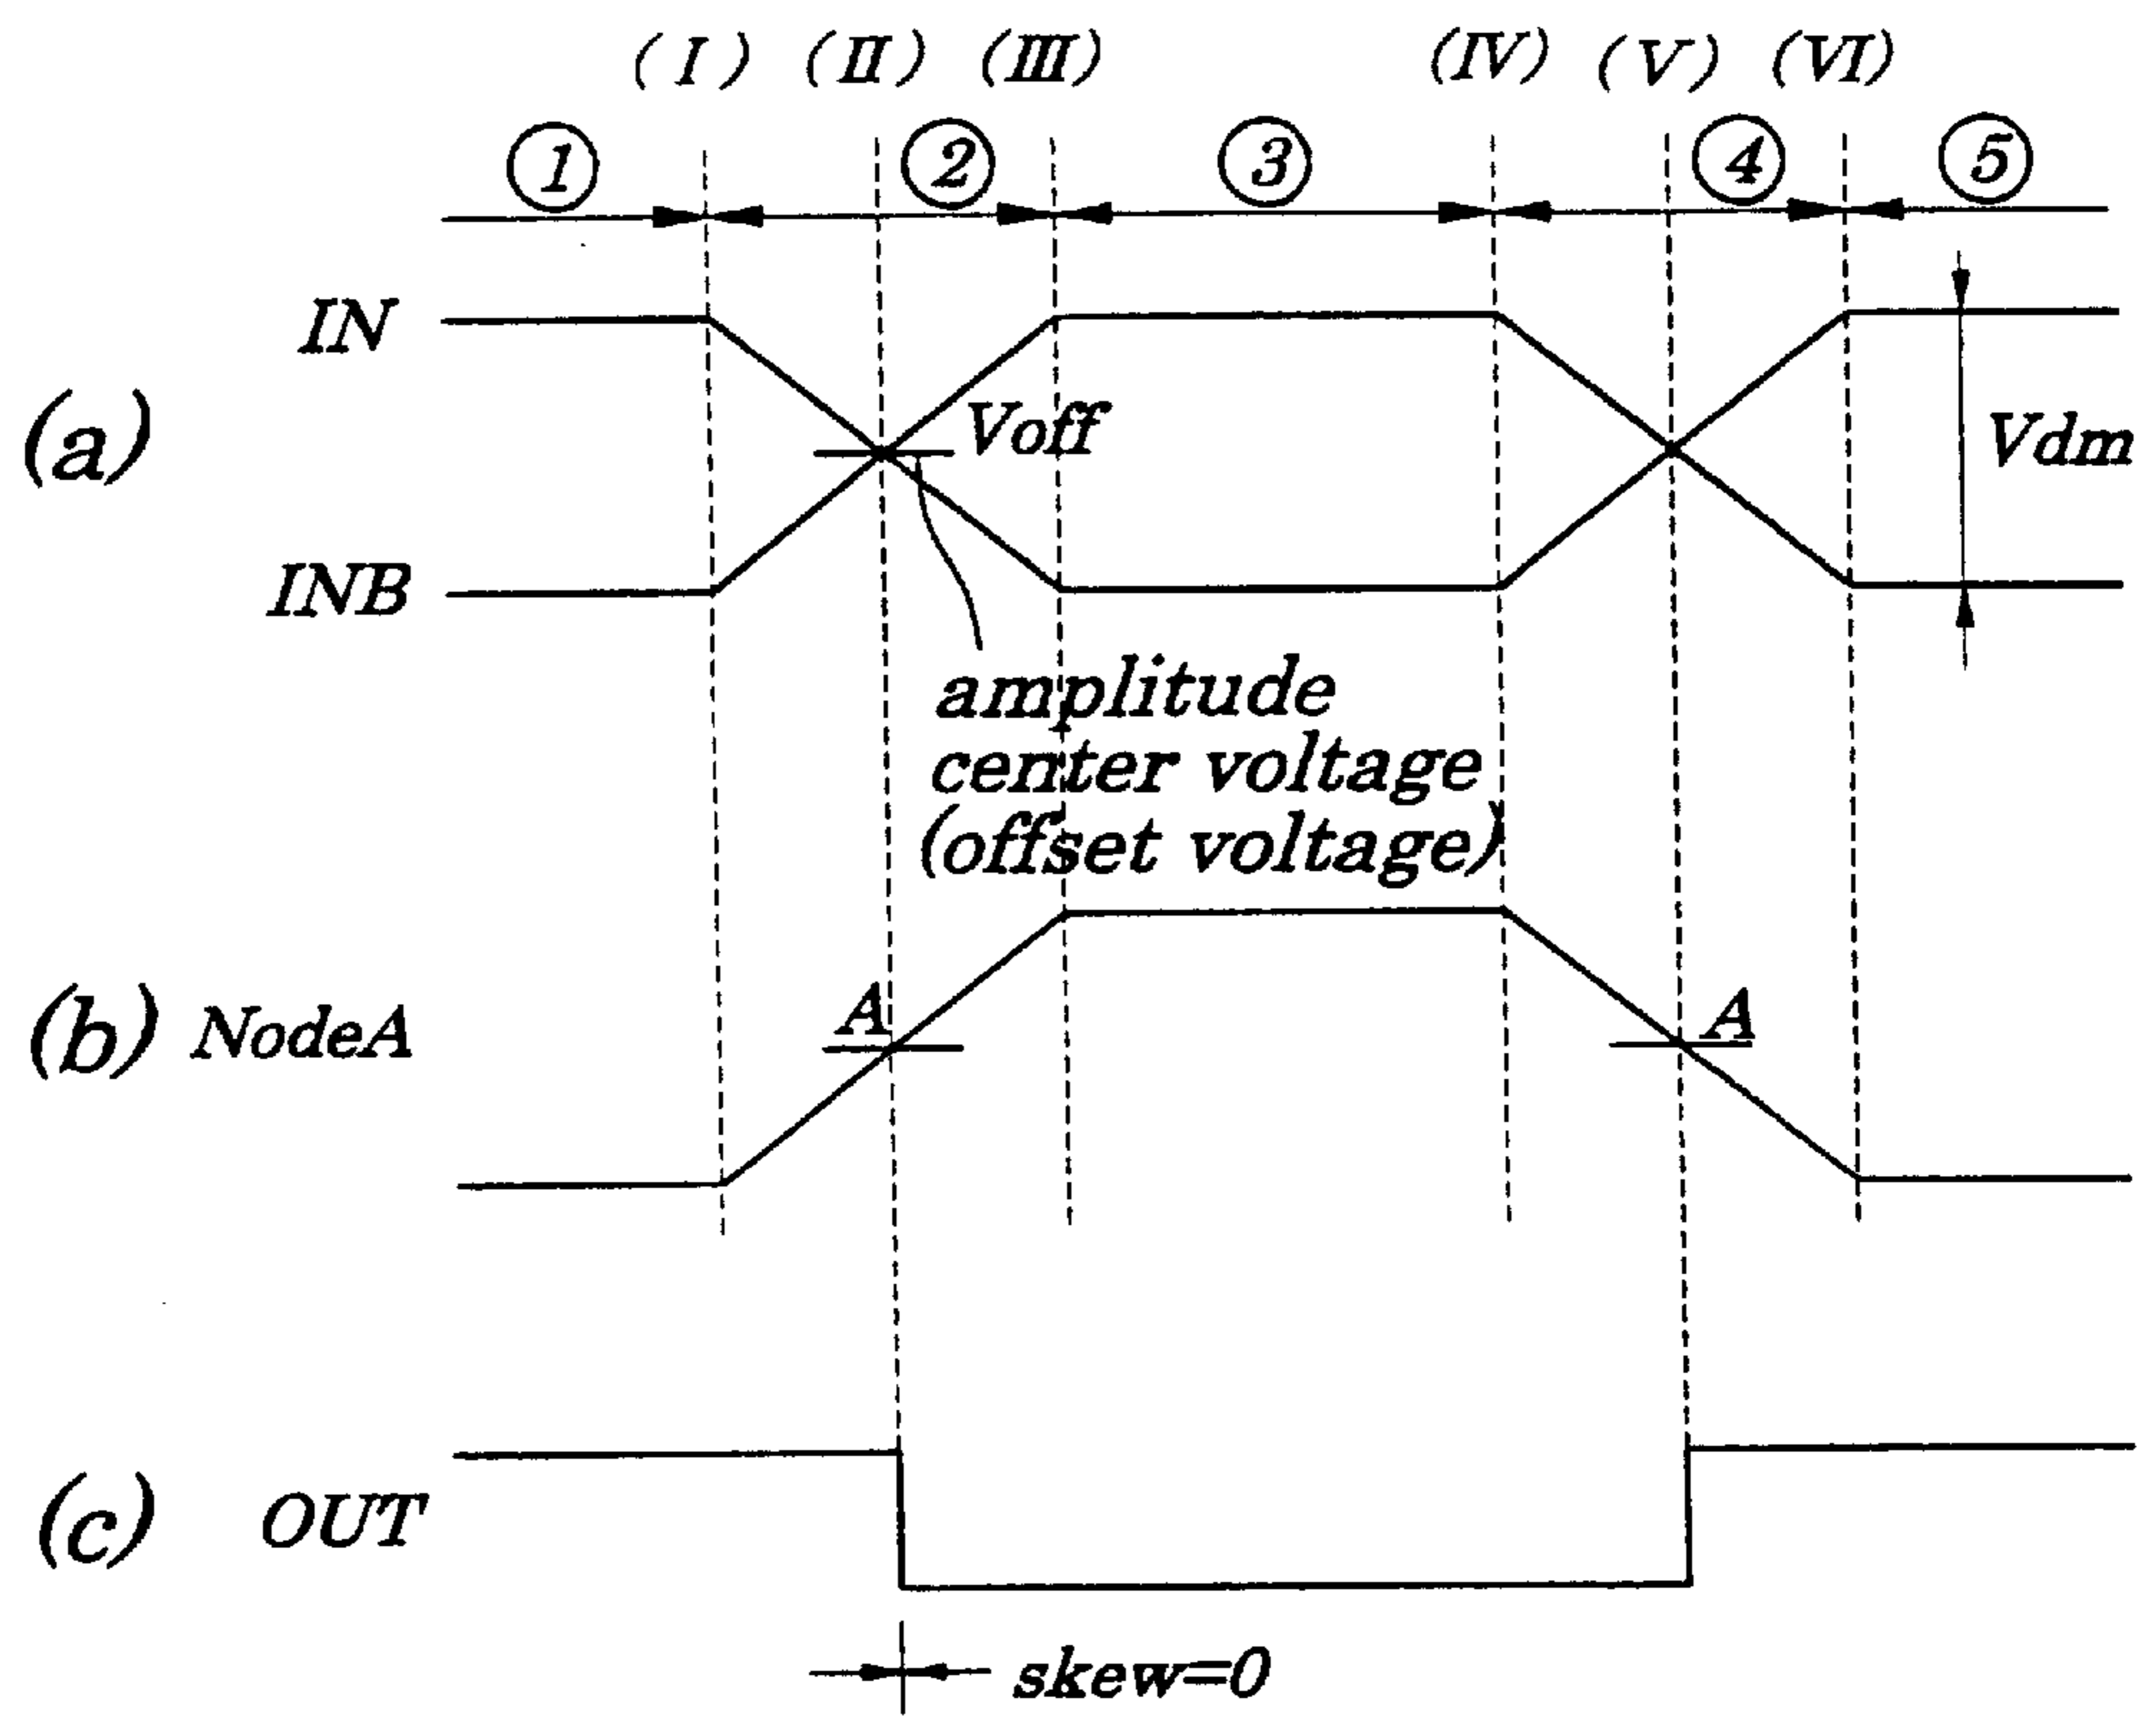 (I) (II) (III) (IV) (V) (VI)
① ② ③ ④ ⑤
IN
(a)
Voff
Vdm
INB
amplitude
center voltage
(offset voltage)
(b) NodeA
A
A
(c) OUT
skew=0